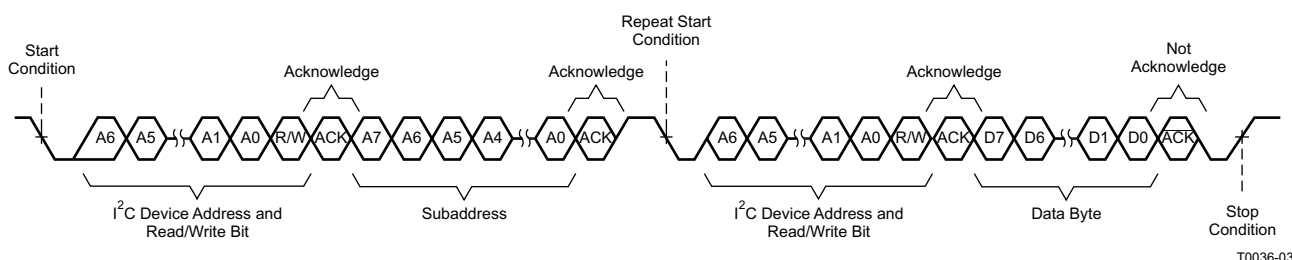 Repeat Start
Condition
Start
Condition
Not
Acknowledge
Acknowledge
Acknowledge
Acknowledge
A6 A5 A1 A0 R/W ACK A7 A6 A5 A4 A0 ACK A6 A5 A1 A0 R/W ACK D7 D6 D1 D0 ACK
I²C Device Address and
Read/Write Bit
Subaddress
I²C Device Address and
Read/Write Bit
Data Byte
Stop
Condition
T0036-03